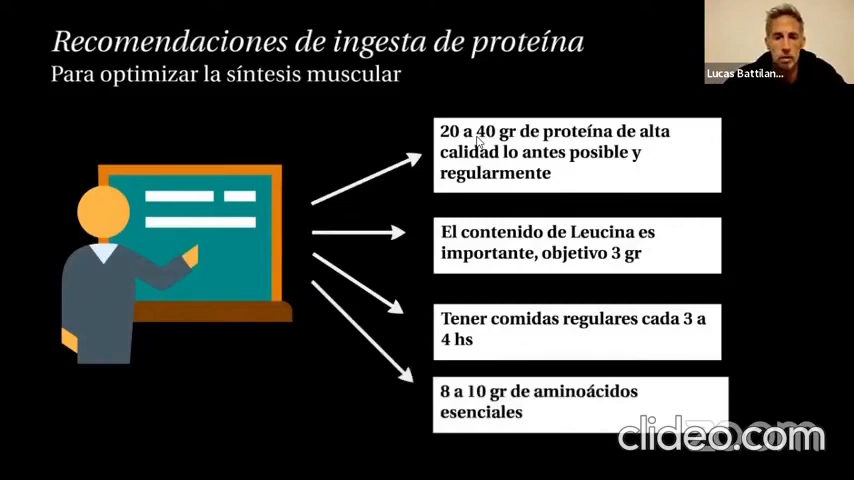 Recomendaciones de ingesta de proteína
Para optimizar la síntesis muscular
Lucas Battilan...
20 a 40 gr de proteína de alta
calidad lo antes posible y
regularmente
El contenido de Leucina es
importante, objetivo 3 gr
Tener comidas regulares cada 3 a
4 hs
8 a 10 gr de aminoácidos
esenciales
clideo.com
zoom